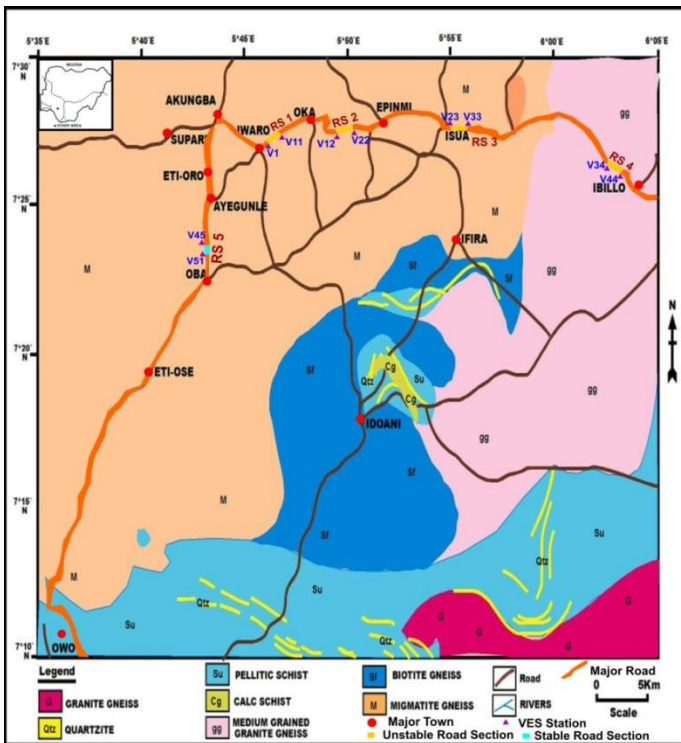 5°35' E 5°40' E 5°45' E 5°50' E 5°55' E 6°00' E 6°05' E
7°30' N
NIGERIA
STUDY AREA
AKUNGBA
SUPARE
IWARO
RS 1
OKA
RS 2
EPINMI
V23 V33
ISUA
RS 3
M
gg
V1 V11
V12 V22
V34
RS 4
V44
IBILLO
ETI-ORO
7°25' N
AYEGUNLE
V45
RS 5
V51
OBA
M
IFIRA
M
M
Sf
Sf
gg
7°20' N
ETI-OSE
Sf
Cg
Qtz
Su
Cg
gg
N
IDOANI
gg
Sf
7°15' N
M
Su
Qtz
Sf
M
Su
Qtz
Su
Qtz
G
G
G
G
OWO
7°10' N
Legend
G GRANITE GNEISS
Qtz QUARTZITE
Su PELLITIC SCHIST
Cg CALC SCHIST
gg MEDIUM GRAINED GRANITE GNEISS
Sf BIOTITE GNEISS
M MIGMATITE GNEISS
Major Town
Unstable Road Section
Road
RIVERS
VES Station
Stable Road Section
Major Road
0 5Km
Scale